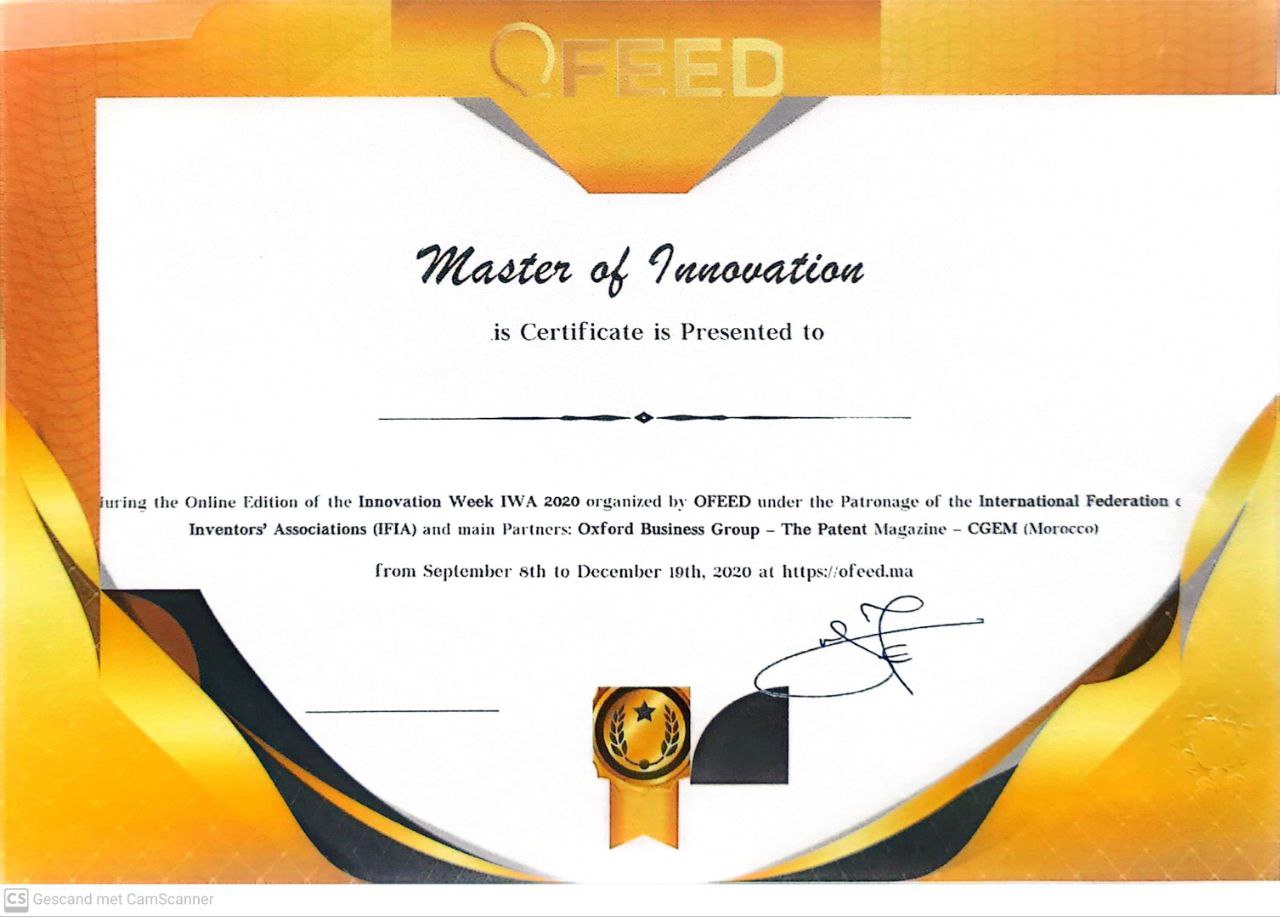 OFEED
Master of Innovation
is Certificate is Presented to
uring the Online Edition of the Innovation Week IWA 2020 organized by OFEED under the Patronage of the International Federation
Inventors' Associations (IFIA) and main Partners: Oxford Business Group – The Patent Magazine – CGEM (Morocco)
from September 8th to December 19th, 2020 at https://ofeed.ma
CS Gescand met CamScanner